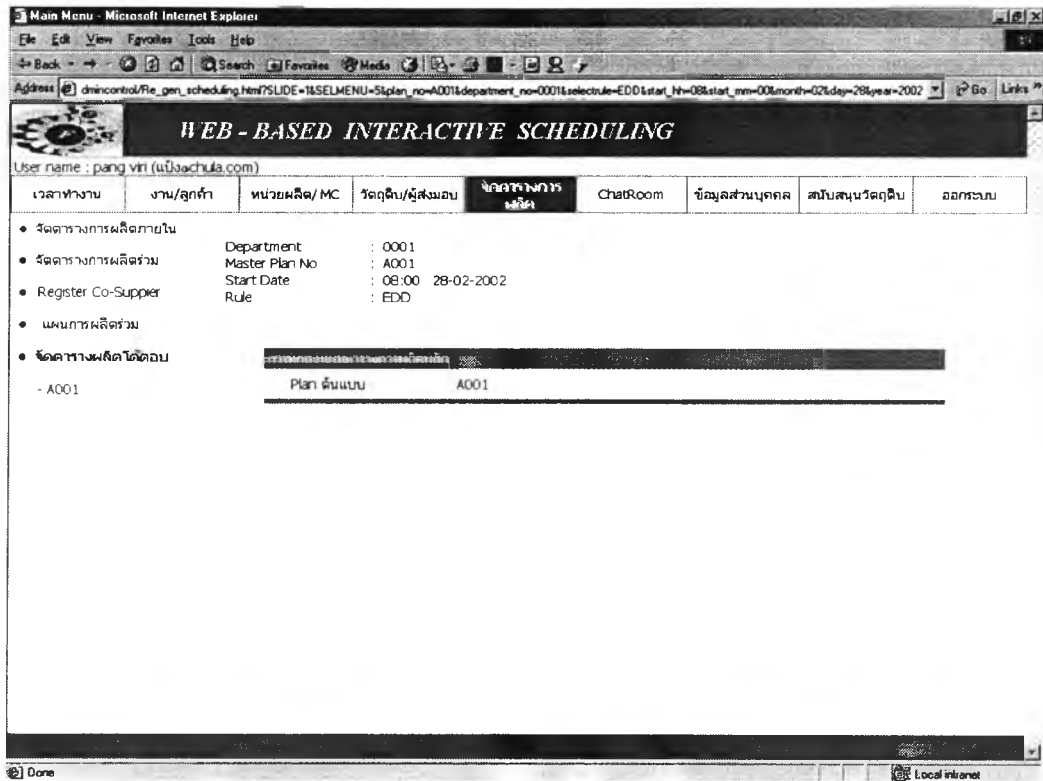 Main Menu - Microsoft Internet Explorer
File Edit View Favorites Tools Help
Back Search Favorites Media
Address dmincontrol/Re_gen_scheduling.html?SLIDE=1&SELMENU=5&plan_no=A001&department_no=0001&selectrule=EDD&start_hh=08&start_mm=00&month=02&day=28&year=2002 Go Links »
WEB - BASED INTERACTIVE SCHEDULING
User name : pang viri (แป้งachula.com)
เวลาทำงาน งาน/ลูกค้า หน่วยผลิต/ MC วัตถุดิบ/ผู้ส่งมอบ จัดตารางการผลิต ChatRoom ข้อมูลส่วนบุคคล สนับสนุนวัตถุดิบ ออกระบบ
• จัดตารางการผลิตภายใน
Department : 0001
• จัดตารางการผลิตร่วม
Master Plan No : A001
Start Date : 08:00 28-02-2002
• Register Co-Supplier
Rule : EDD
• แผนการผลิตร่วม
• จัดตารางผลิตโต้ตอบ
- A001
Plan ต้นแบบ A001
Done
Local intranet